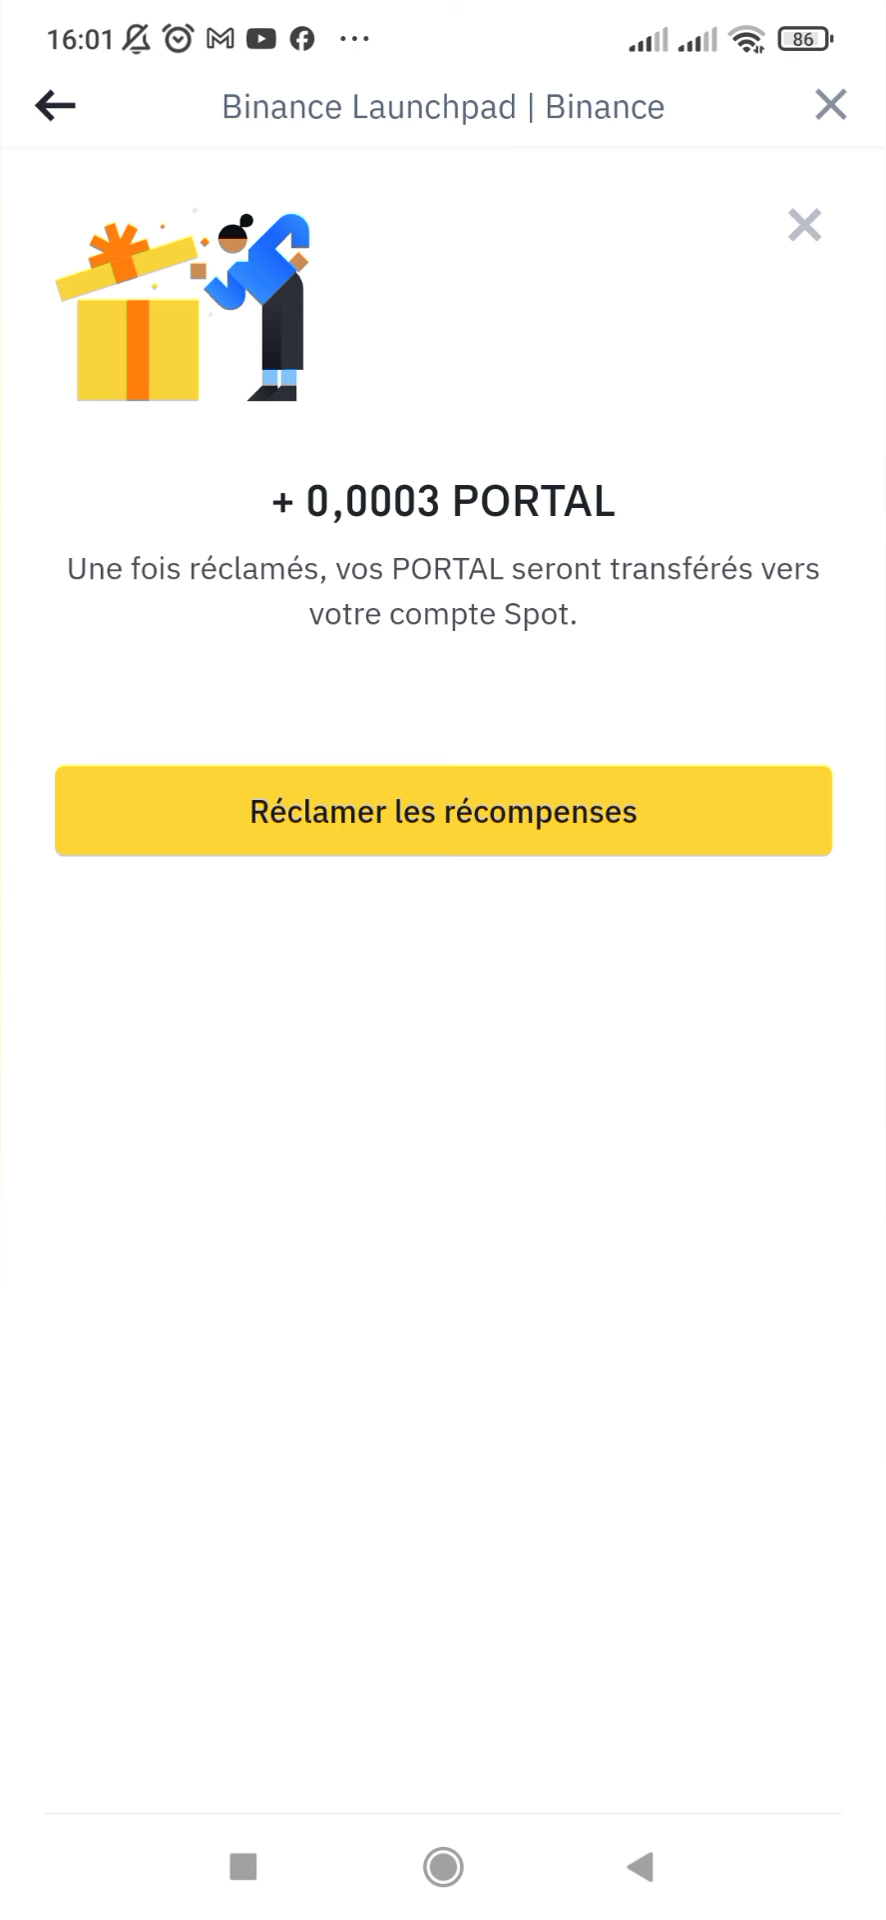 16:01
86
Binance Launchpad | Binance
+ 0,0003 PORTAL
Une fois réclamés, vos PORTAL seront transférés vers
votre compte Spot.
Réclamer les récompenses